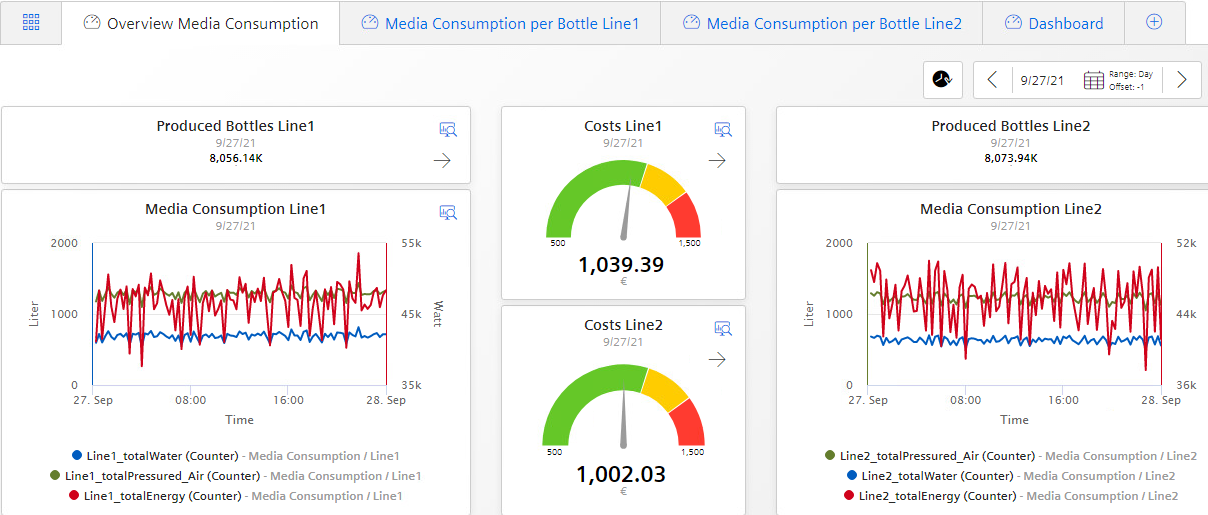 Overview Media Consumption
Media Consumption per Bottle Line1
Media Consumption per Bottle Line2
Dashboard
9/27/21
Range: Day
Offset: -1
Produced Bottles Line1
9/27/21
8,056.14K
Costs Line1
9/27/21
500
1,500
1,039.39
€
Produced Bottles Line2
9/27/21
8,073.94K
Media Consumption Line1
9/27/21
2000
1000
0
Liter
55k
45k
35k
Watt
27. Sep
08:00
16:00
28. Sep
Time
Line1_totalWater (Counter) - Media Consumption / Line1
Line1_totalPressured_Air (Counter) - Media Consumption / Line1
Line1_totalEnergy (Counter) - Media Consumption / Line1
Costs Line2
9/27/21
500
1,500
1,002.03
€
Media Consumption Line2
9/27/21
2000
1000
0
Liter
52k
44k
36k
27. Sep
08:00
16:00
28. Sep
Time
Line2_totalPressured_Air (Counter) - Media Consumption / Line2
Line2_totalWater (Counter) - Media Consumption / Line2
Line2_totalEnergy (Counter) - Media Consumption / Line2